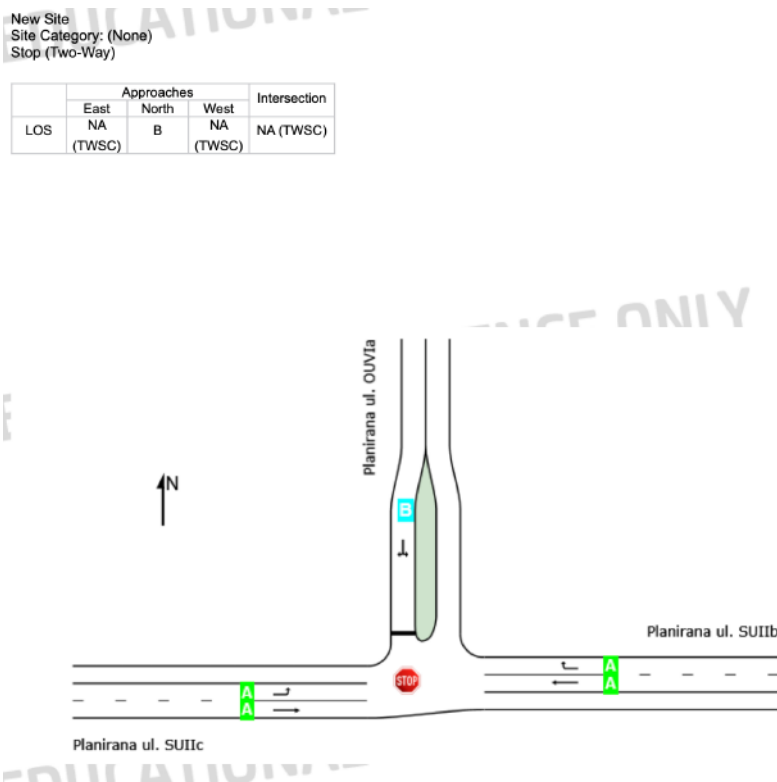 New Site
Site Category: (None)
Stop (Two-Way)
Approaches
Intersection
East North West
LOS NA (TWSC) B NA (TWSC) NA (TWSC)
ONLY
Planirana ul. OUVIa
N
B
Planirana ul. SUIIb
A
A
STOP
A
A
Planirana ul. SUIIc